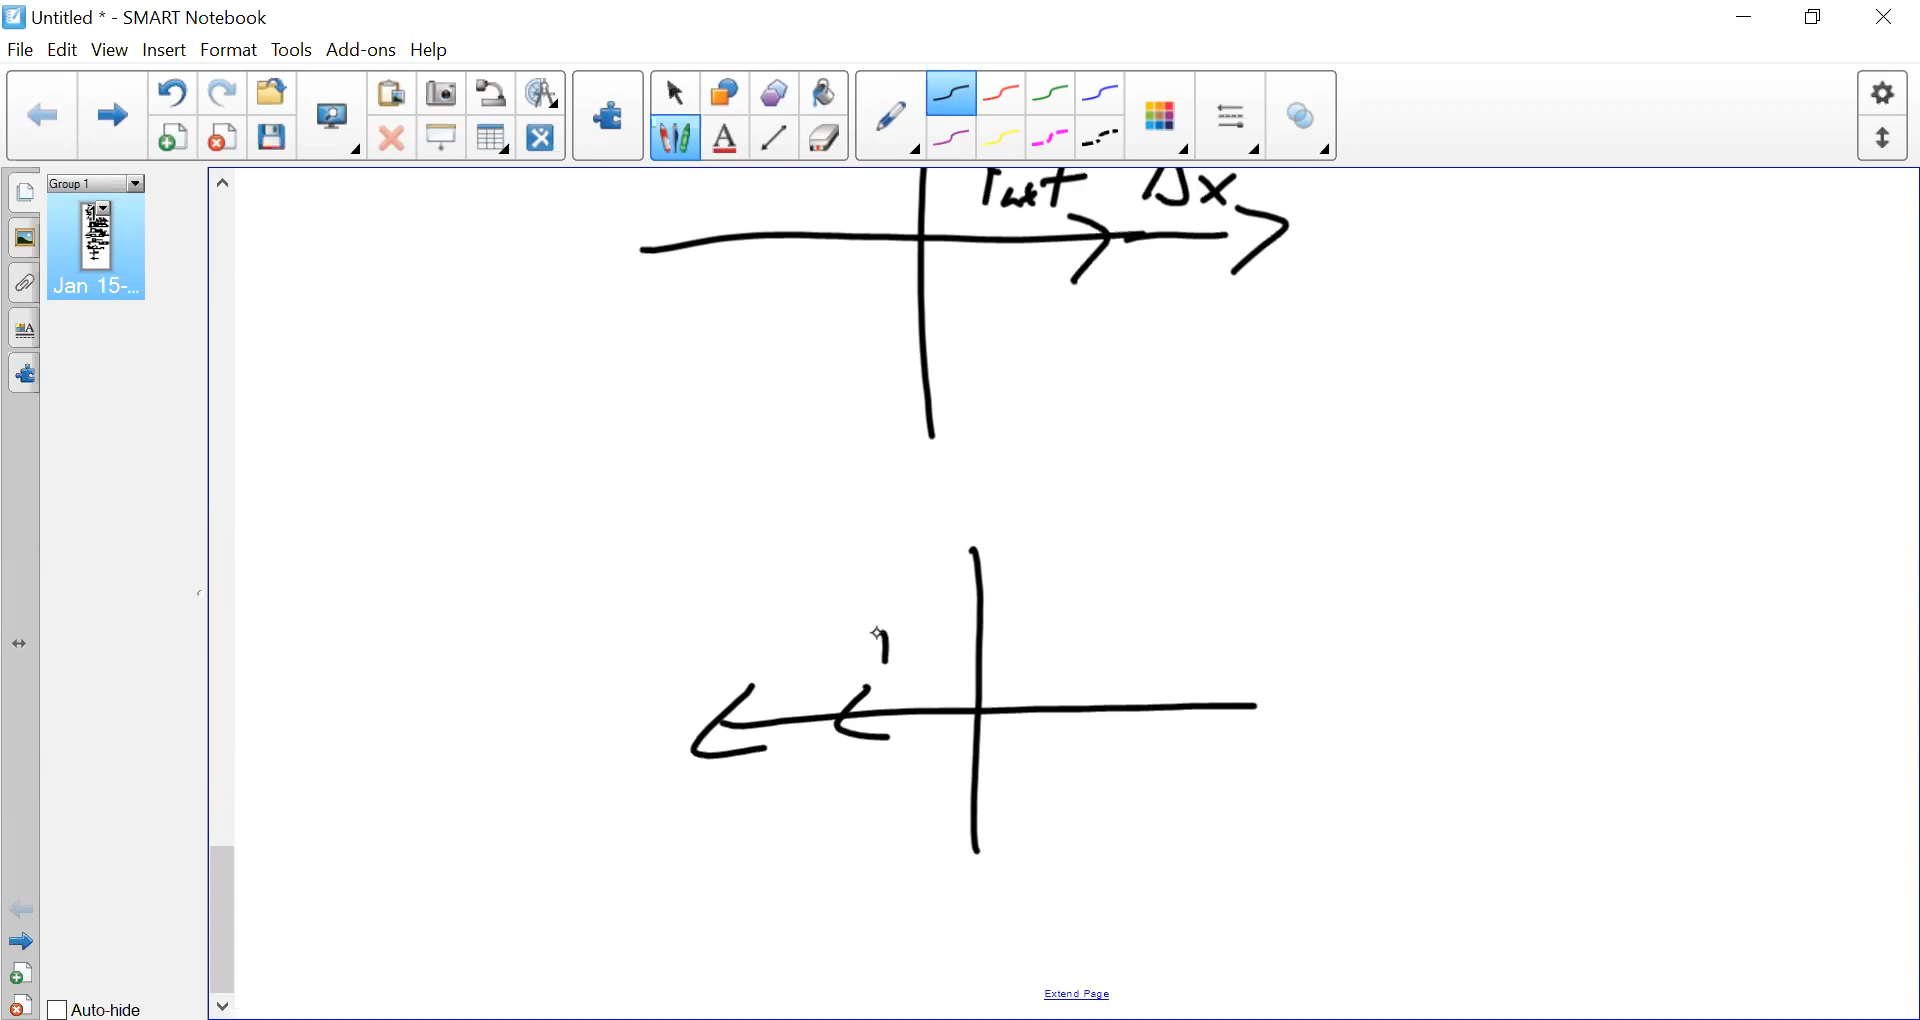 Untitled * - SMART Notebook
File Edit View Insert Format Tools Add-ons Help
Group 1
Jan 15-...
Δx
Extend Page
Auto-hide